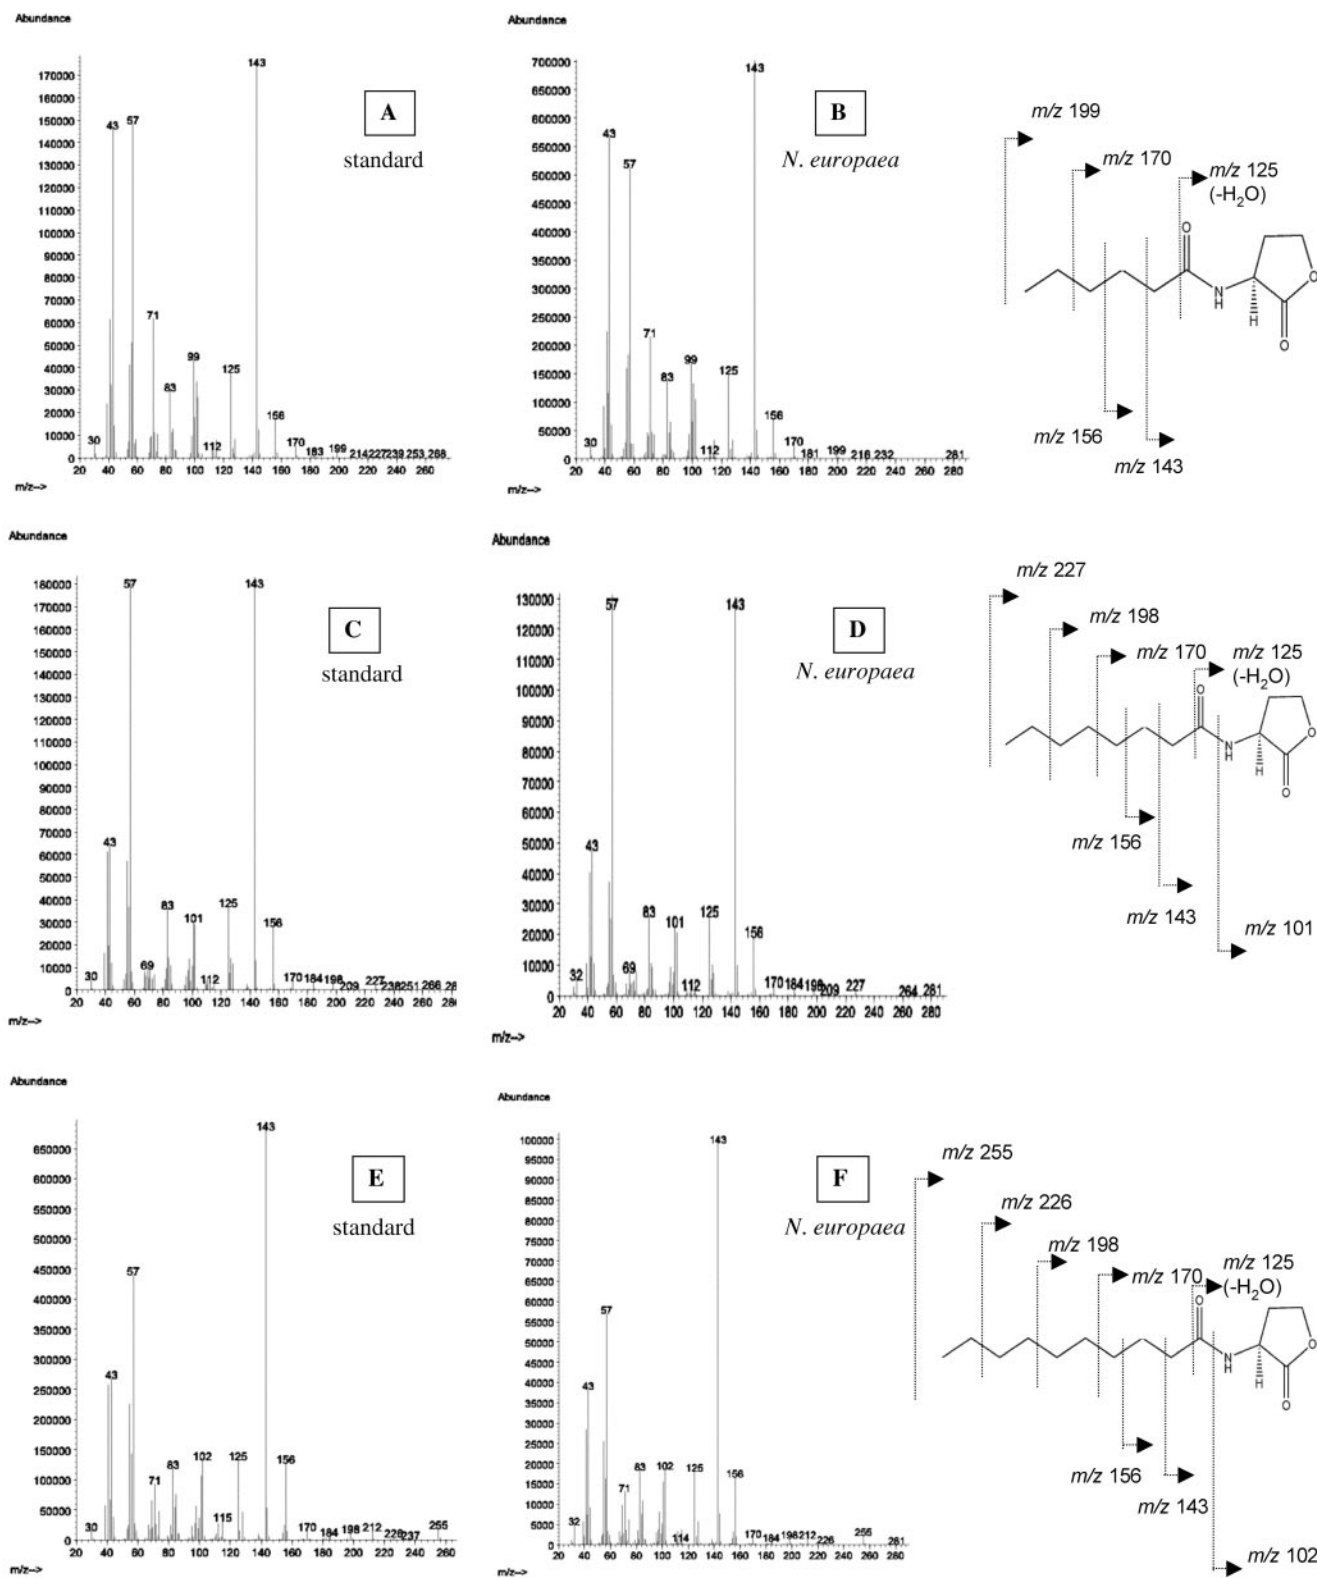 Abundance
170000
160000
150000
140000
130000
120000
110000
100000
90000
80000
70000
60000
50000
40000
30000
20000
10000
0
20 40 60 80 100 120 140 160 180 200 220 240 260
m/z-->
30 43 57 71 83 99 112 125 143 156 170 183 199 214 227 239 253 268
A
standard
Abundance
700000
650000
600000
550000
500000
450000
400000
350000
300000
250000
200000
150000
100000
50000
0
20 40 60 80 100 120 140 160 180 200 220 240 260 280
m/z-->
30 43 57 71 83 99 112 125 143 156 170 181 199 216 232 281
B
N. europaea
m/z 199
m/z 170
m/z 125
(-H₂O)
O
N
H
H
O
O
m/z 156
m/z 143
Abundance
180000
170000
160000
150000
140000
130000
120000
110000
100000
90000
80000
70000
60000
50000
40000
30000
20000
10000
0
20 40 60 80 100 120 140 160 180 200 220 240 260 280
m/z-->
30 43 57 69 83 101 112 125 143 156 170 184 198 209 227 238 251 266 28
C
standard
Abundance
130000
120000
110000
100000
90000
80000
70000
60000
50000
40000
30000
20000
10000
0
20 40 60 80 100 120 140 160 180 200 220 240 260 280
m/z-->
32 43 57 69 83 101 112 125 143 156 170 184 198 209 227 264 281
D
N. europaea
m/z 227
m/z 198
m/z 170
m/z 125
(-H₂O)
O
N
H
H
O
O
m/z 156
m/z 143
m/z 101
Abundance
650000
600000
550000
500000
450000
400000
350000
300000
250000
200000
150000
100000
50000
0
20 40 60 80 100 120 140 160 180 200 220 240 260
m/z-->
30 43 57 71 83 102 115 125 143 156 170 184 198 212 226 237 255
E
standard
Abundance
100000
95000
90000
85000
80000
75000
70000
65000
60000
55000
50000
45000
40000
35000
30000
25000
20000
15000
10000
5000
0
20 40 60 80 100 120 140 160 180 200 220 240 260 280
m/z-->
32 43 57 71 83 102 114 125 143 156 170 184 198 212 226 255 281
F
N. europaea
m/z 255
m/z 226
m/z 198
m/z 170
m/z 125
(-H₂O)
O
N
H
H
O
O
m/z 156
m/z 143
m/z 102